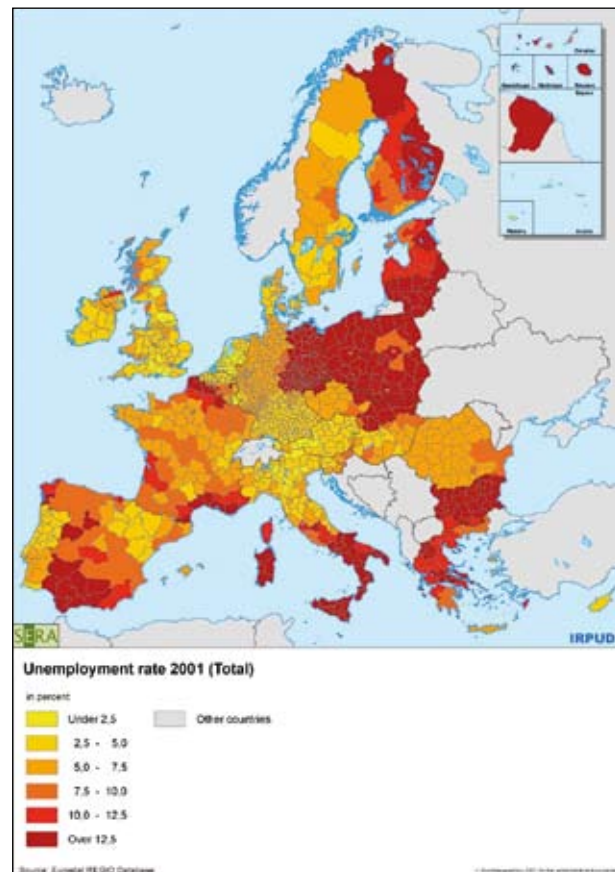 SERA
IRPUD
Unemployment rate 2001 (Total)
in percent
Under 2,5
Other countries
2,5 - 5,0
5,0 - 7,5
7,5 - 10,0
10,0 - 12,5
Over 12,5
Source: Eurostat REGIO Database